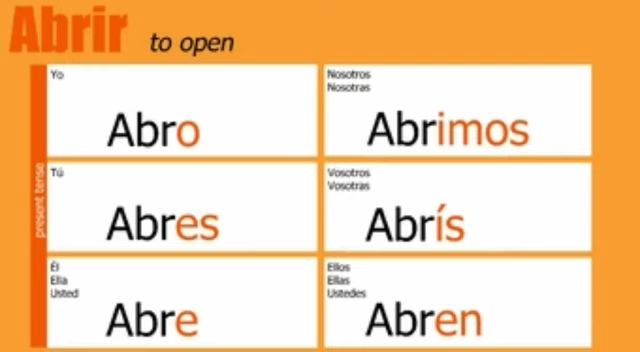 Abrir to open
present tense
Yo
Abro
Nosotros
Nosotras
Abrimos
Tú
Abres
Vosotros
Vosotras
Abrís
Él
Ella
Usted
Abre
Ellos
Ellas
Ustedes
Abren